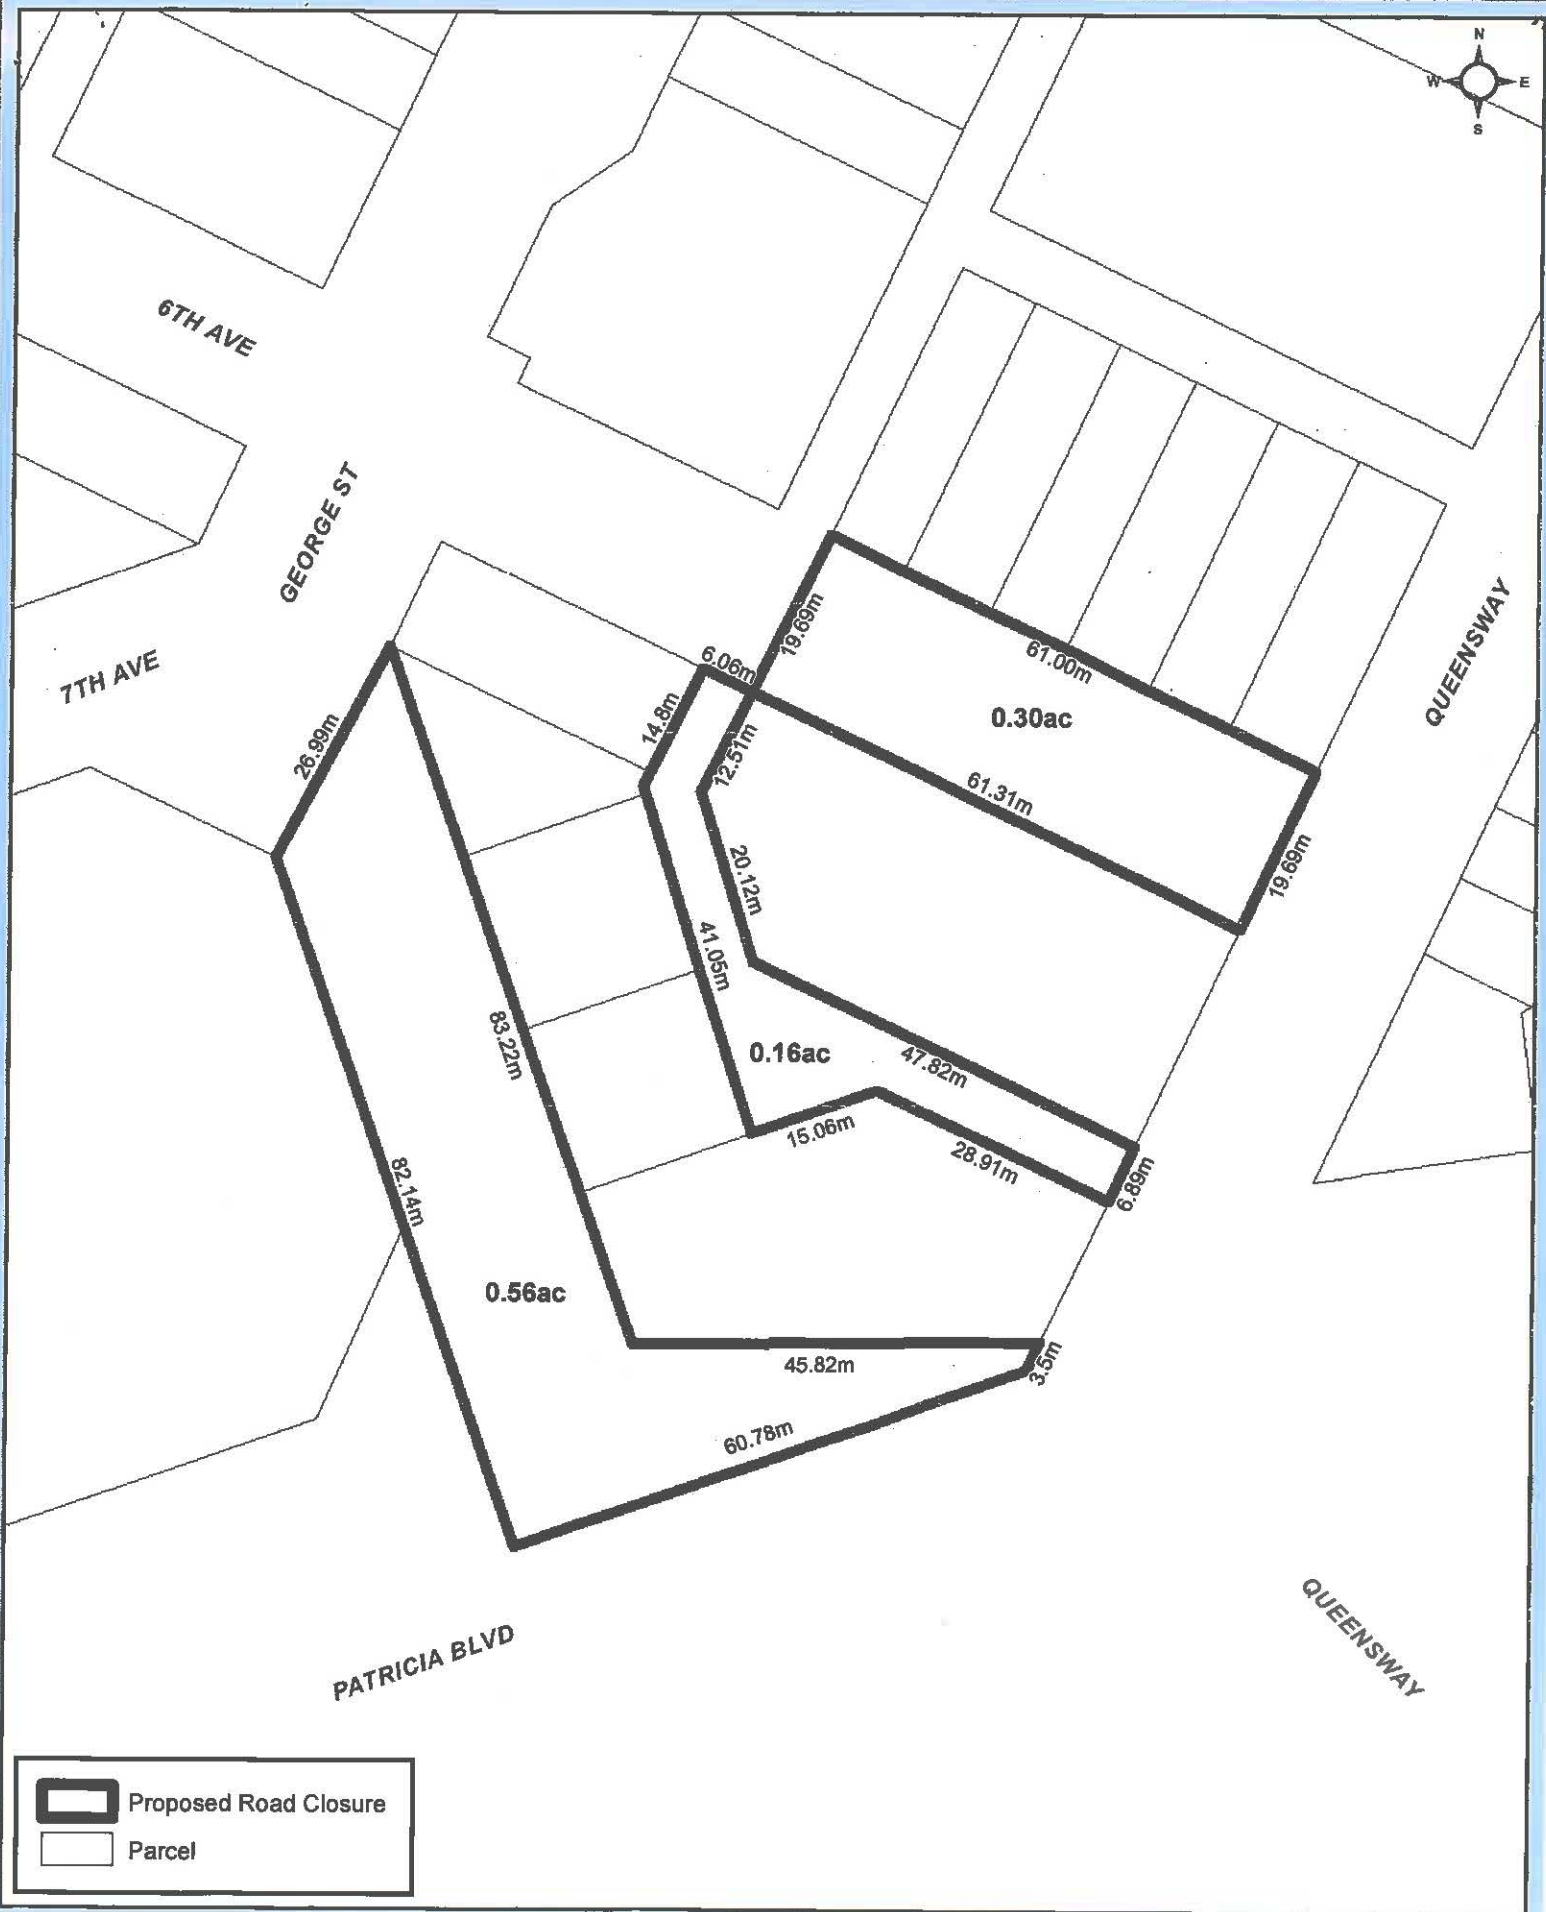 N
W E
S
6TH AVE
GEORGE ST
7TH AVE
QUEENSWAY
19.69m
61.00m
6.06m
0.30ac
14.8m
12.51m
26.99m
61.31m
19.69m
20.12m
41.05m
83.22m
0.16ac
47.82m
15.06m
28.91m
6.89m
82.14m
0.56ac
45.82m
3.5m
60.78m
PATRICIA BLVD
QUEENSWAY
Proposed Road Closure
Parcel